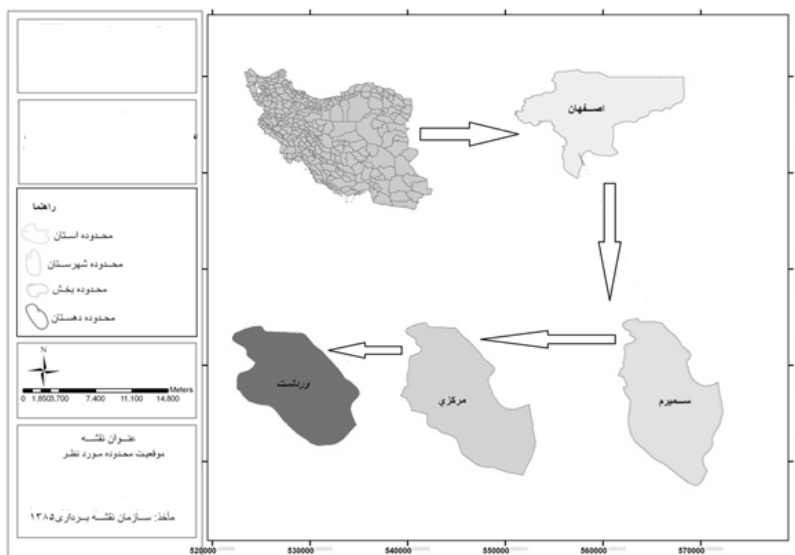 راهنما
محدوده استان
محدوده شهرستان
محدوده بخش
محدوده دهستان
N
Meters
0 1,850 3,700 7,400 11,100 14,800
عنوان نقشه
موقعیت محدوده مورد نظر
مأخذ: سازمان نقشه برداری ۱۳۸۵
اصفهان
سمیرم
مرکزي
وردشت
520000 530000 540000 550000 560000 570000